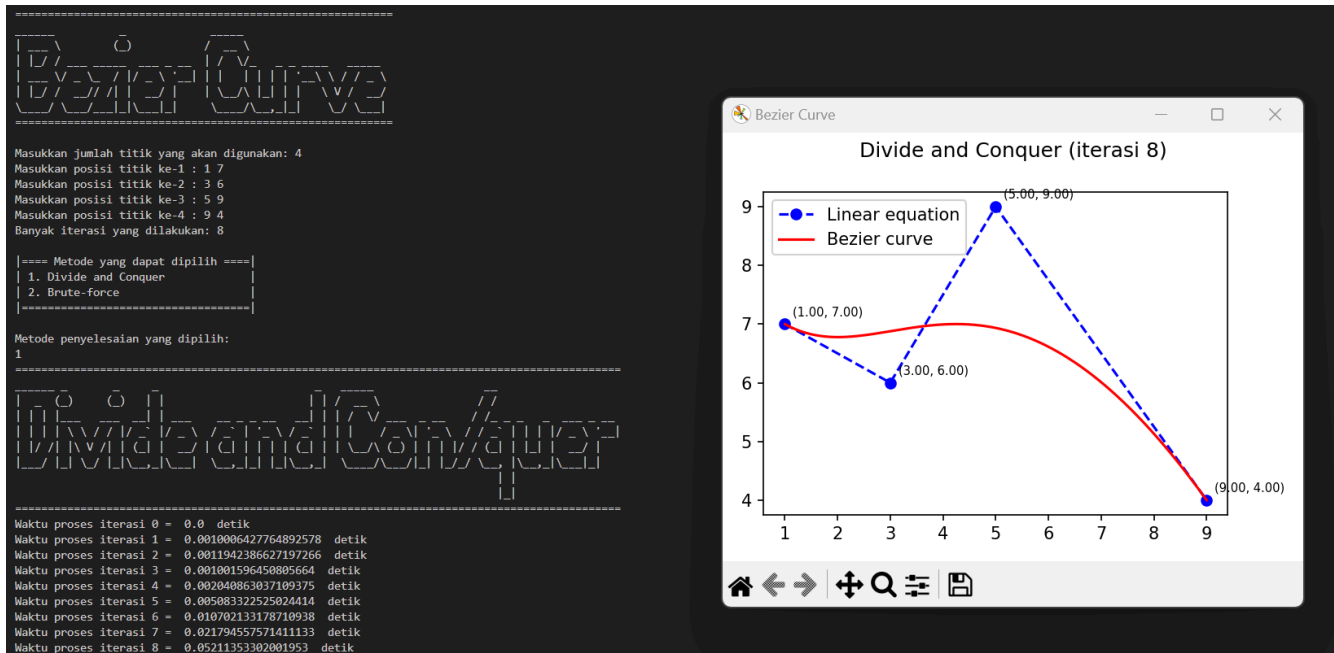 Bezier Curve
Masukkan jumlah titik yang akan digunakan: 4
Masukkan posisi titik ke-1 : 1 7
Masukkan posisi titik ke-2 : 3 6
Masukkan posisi titik ke-3 : 5 9
Masukkan posisi titik ke-4 : 9 4
Banyak iterasi yang dilakukan: 8
|==== Metode yang dapat dipilih ====|
| 1. Divide and Conquer |
| 2. Brute-force |
|===================================|
Metode penyelesaian yang dipilih:
1
Divide and Conquer
Waktu proses iterasi 0 = 0.0 detik
Waktu proses iterasi 1 = 0.0010006427764892578 detik
Waktu proses iterasi 2 = 0.0011942386627197266 detik
Waktu proses iterasi 3 = 0.001001596450805664 detik
Waktu proses iterasi 4 = 0.002040863037109375 detik
Waktu proses iterasi 5 = 0.005083322525024414 detik
Waktu proses iterasi 6 = 0.010702133178710938 detik
Waktu proses iterasi 7 = 0.021794557571411133 detik
Waktu proses iterasi 8 = 0.05211353302001953 detik
Bezier Curve
Divide and Conquer (iterasi 8)
Linear equation
Bezier curve
(5.00, 9.00)
(1.00, 7.00)
(3.00, 6.00)
(9.00, 4.00)
9
8
7
6
5
4
1 2 3 4 5 6 7 8 9